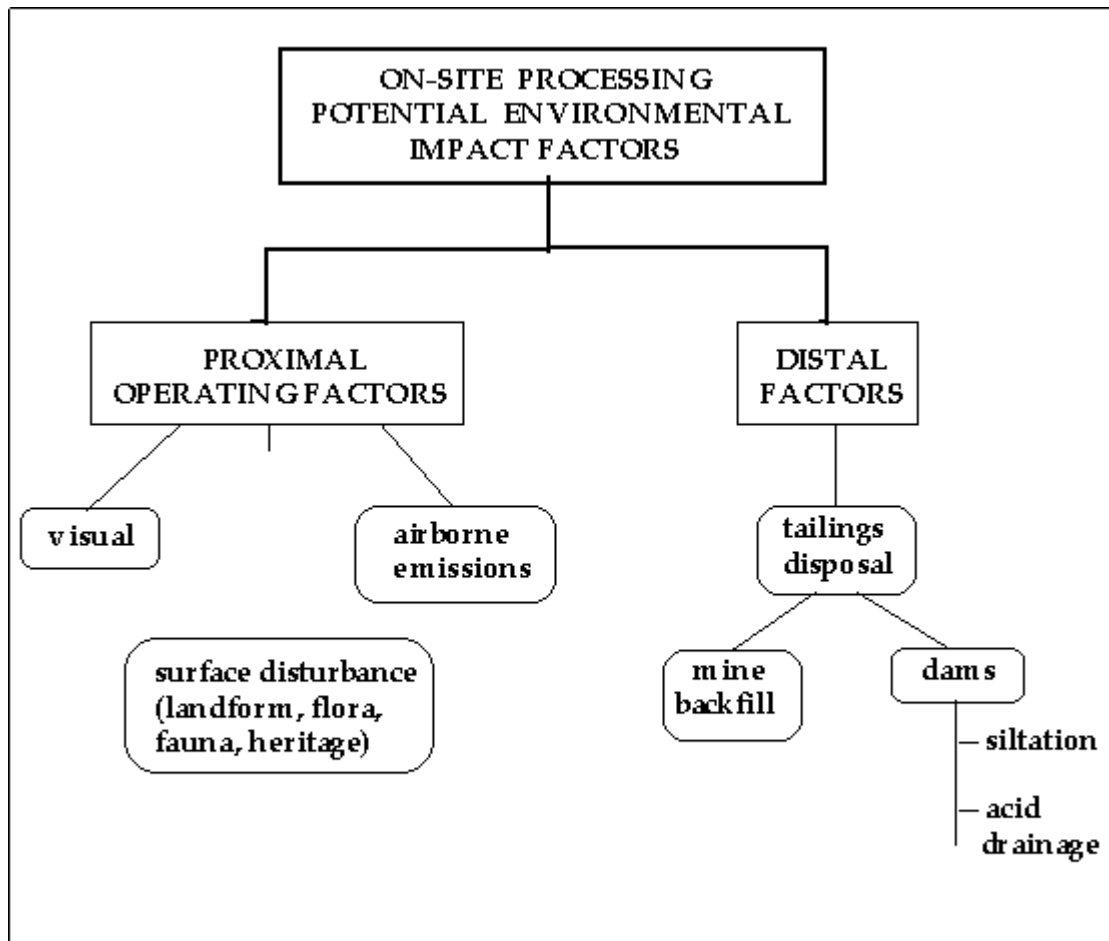 ON-SITE PROCESSING
POTENTIAL ENVIRONMENTAL
IMPACT FACTORS
PROXIMAL
OPERATING FACTORS
DISTAL
FACTORS
visual
airborne
emissions
tailings
disposal
surface disturbance
(landform, flora,
fauna, heritage)
mine
backfill
dams
siltation
acid
drainage